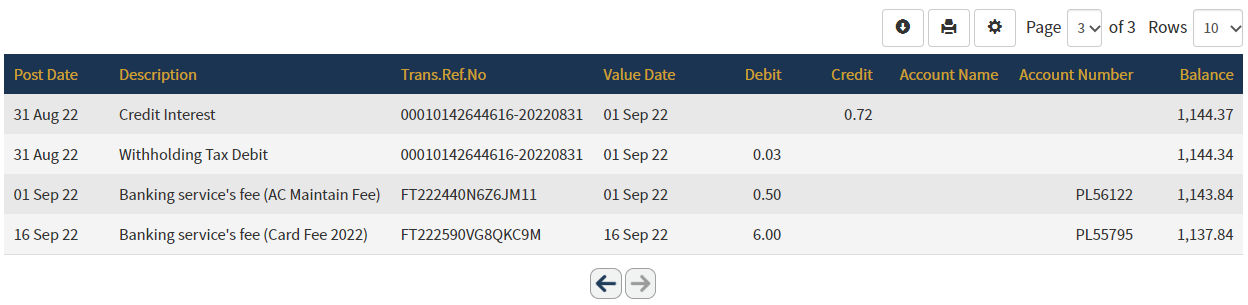 Page 3 of 3 Rows 10
Post Date Description Trans.Ref.No Value Date Debit Credit Account Name Account Number Balance
31 Aug 22 Credit Interest 00010142644616-20220831 01 Sep 22 0.72 1,144.37
31 Aug 22 Withholding Tax Debit 00010142644616-20220831 01 Sep 22 0.03 1,144.34
01 Sep 22 Banking service's fee (AC Maintain Fee) FT222440N6Z6JM11 01 Sep 22 0.50 PL56122 1,143.84
16 Sep 22 Banking service's fee (Card Fee 2022) FT222590VG8QKC9M 16 Sep 22 6.00 PL55795 1,137.84